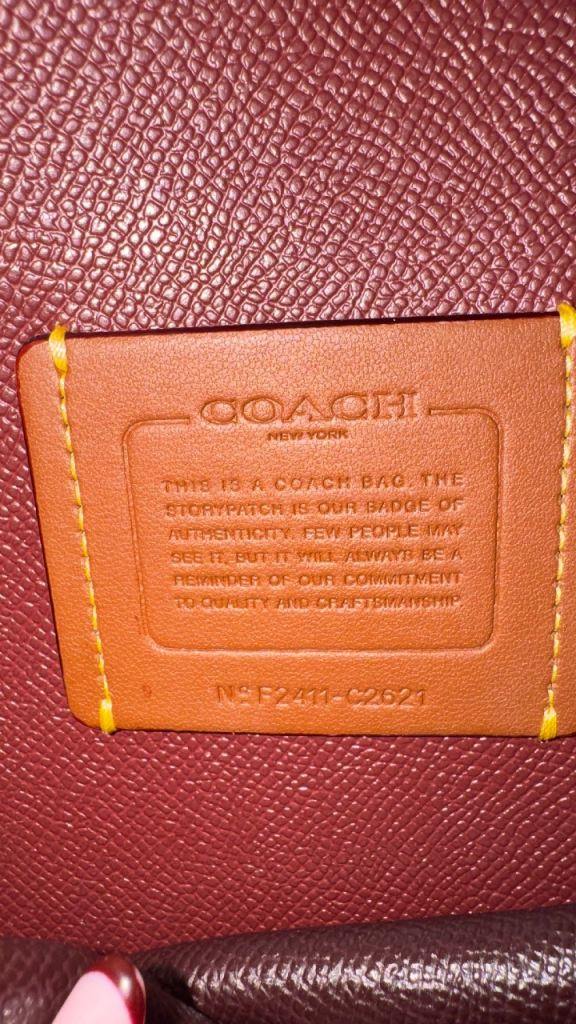 COACH
NEW YORK
THIS IS A COACH BAG. THE
STORYPATCH IS OUR BADGE OF
AUTHENTICITY. FEW PEOPLE MAY
SEE IT, BUT IT WILL ALWAYS BE A
REMINDER OF OUR COMMITMENT
TO QUALITY AND CRAFTSMANSHIP.
Nº F2411-C2621